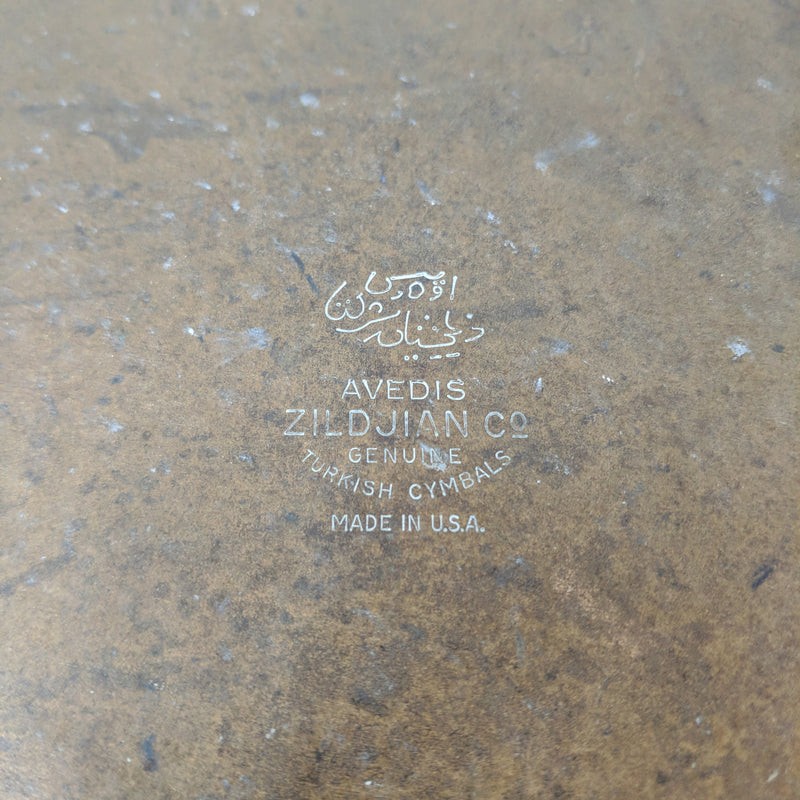 AVEDIS
ZILDJIAN Cº
GENUINE
TURKISH CYMBALS
MADE IN U.S.A.